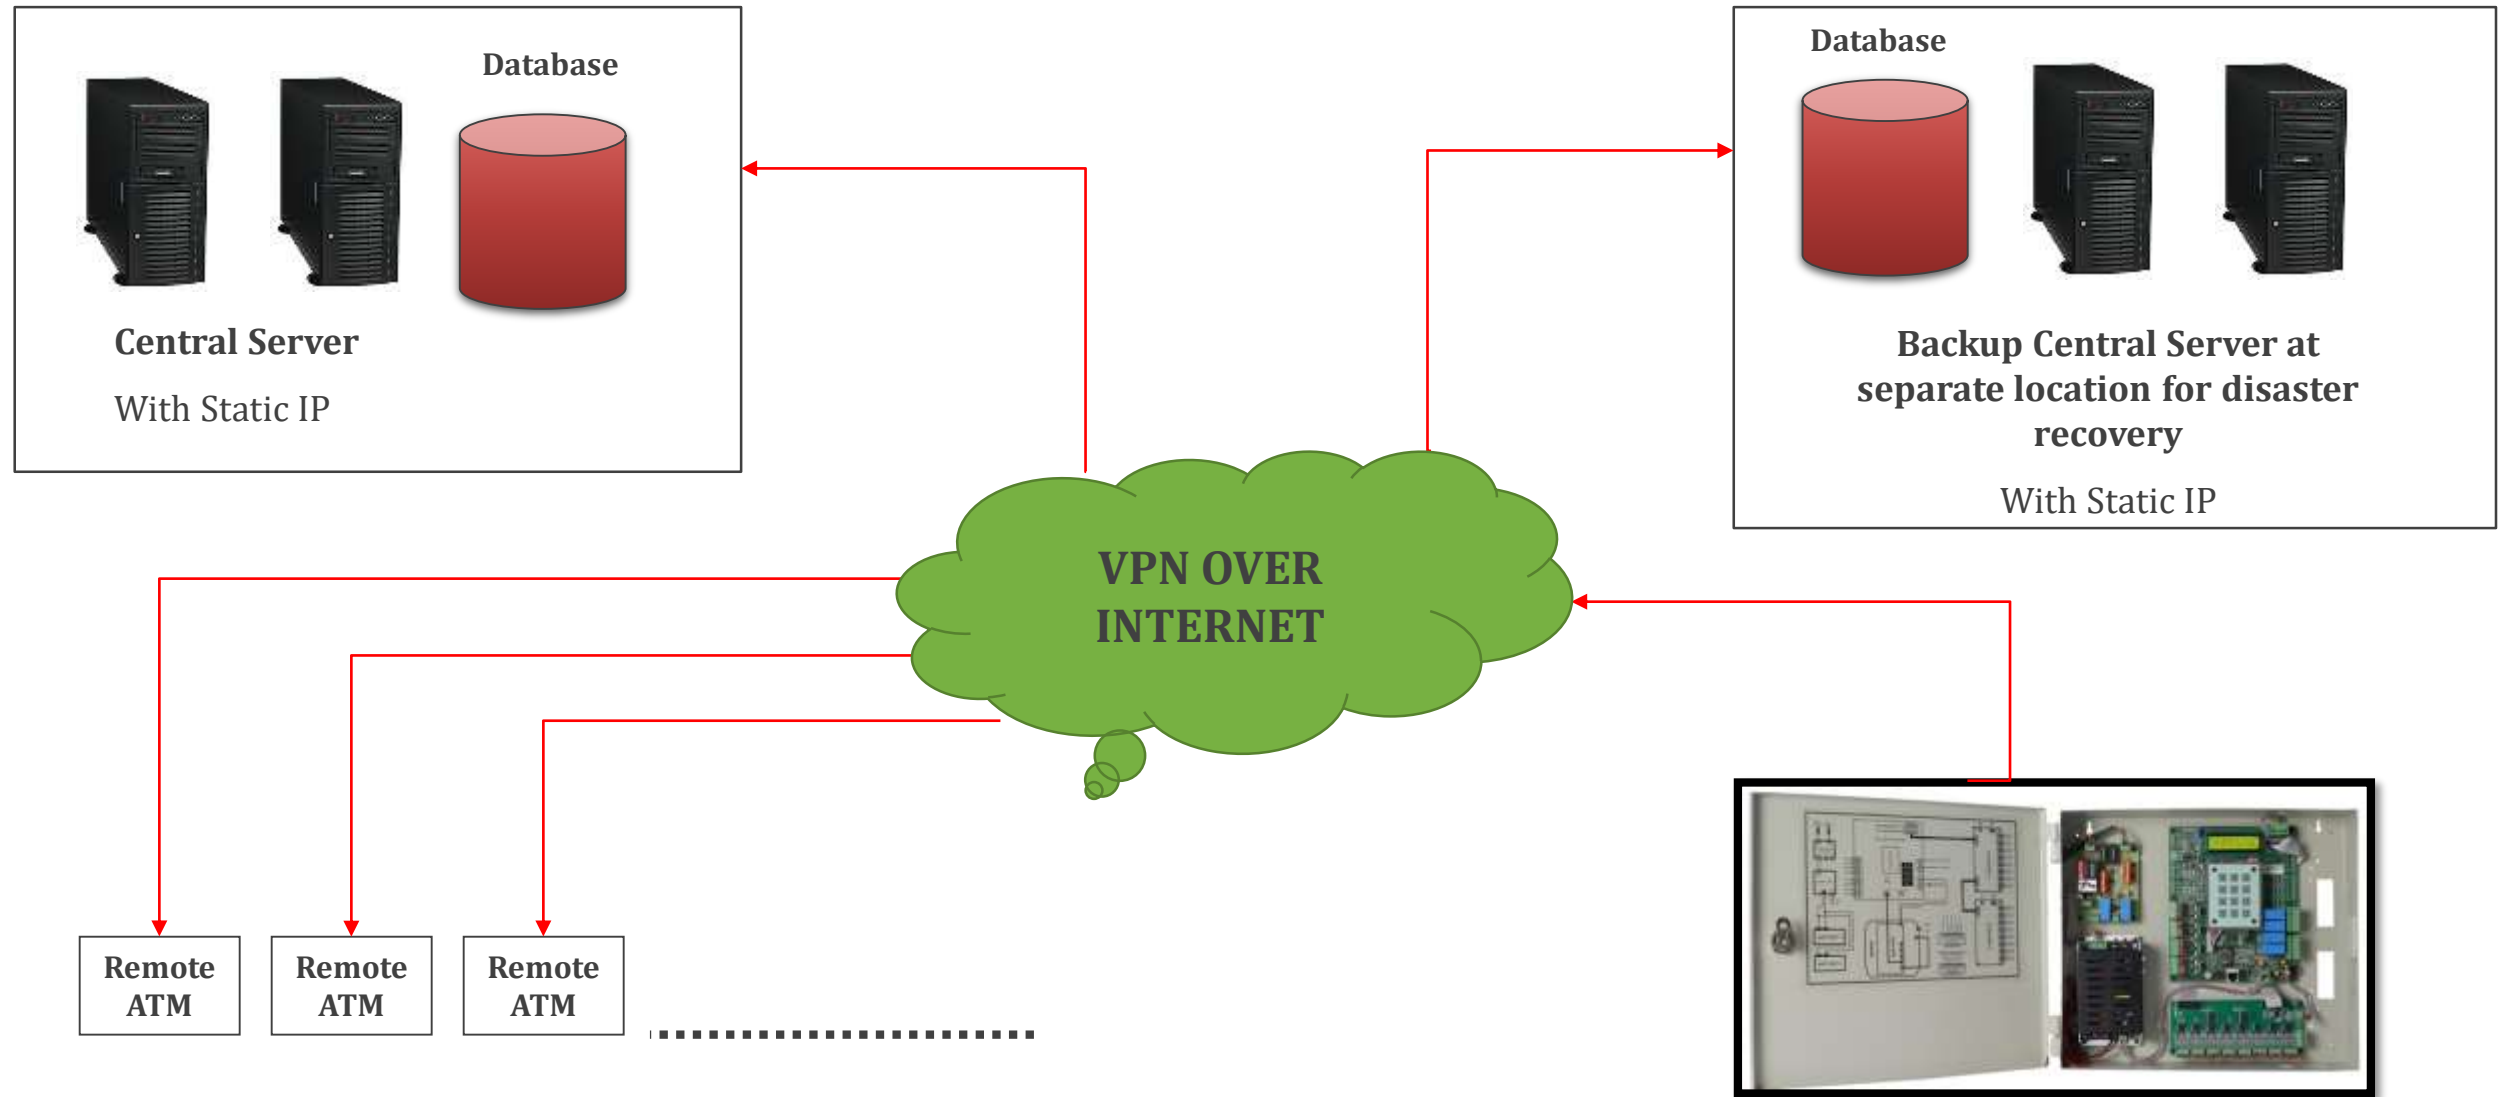 Database
Central Server
With Static IP
Database
Backup Central Server at
separate location for disaster
recovery
With Static IP
VPN OVER
INTERNET
Remote
ATM
Remote
ATM
Remote
ATM